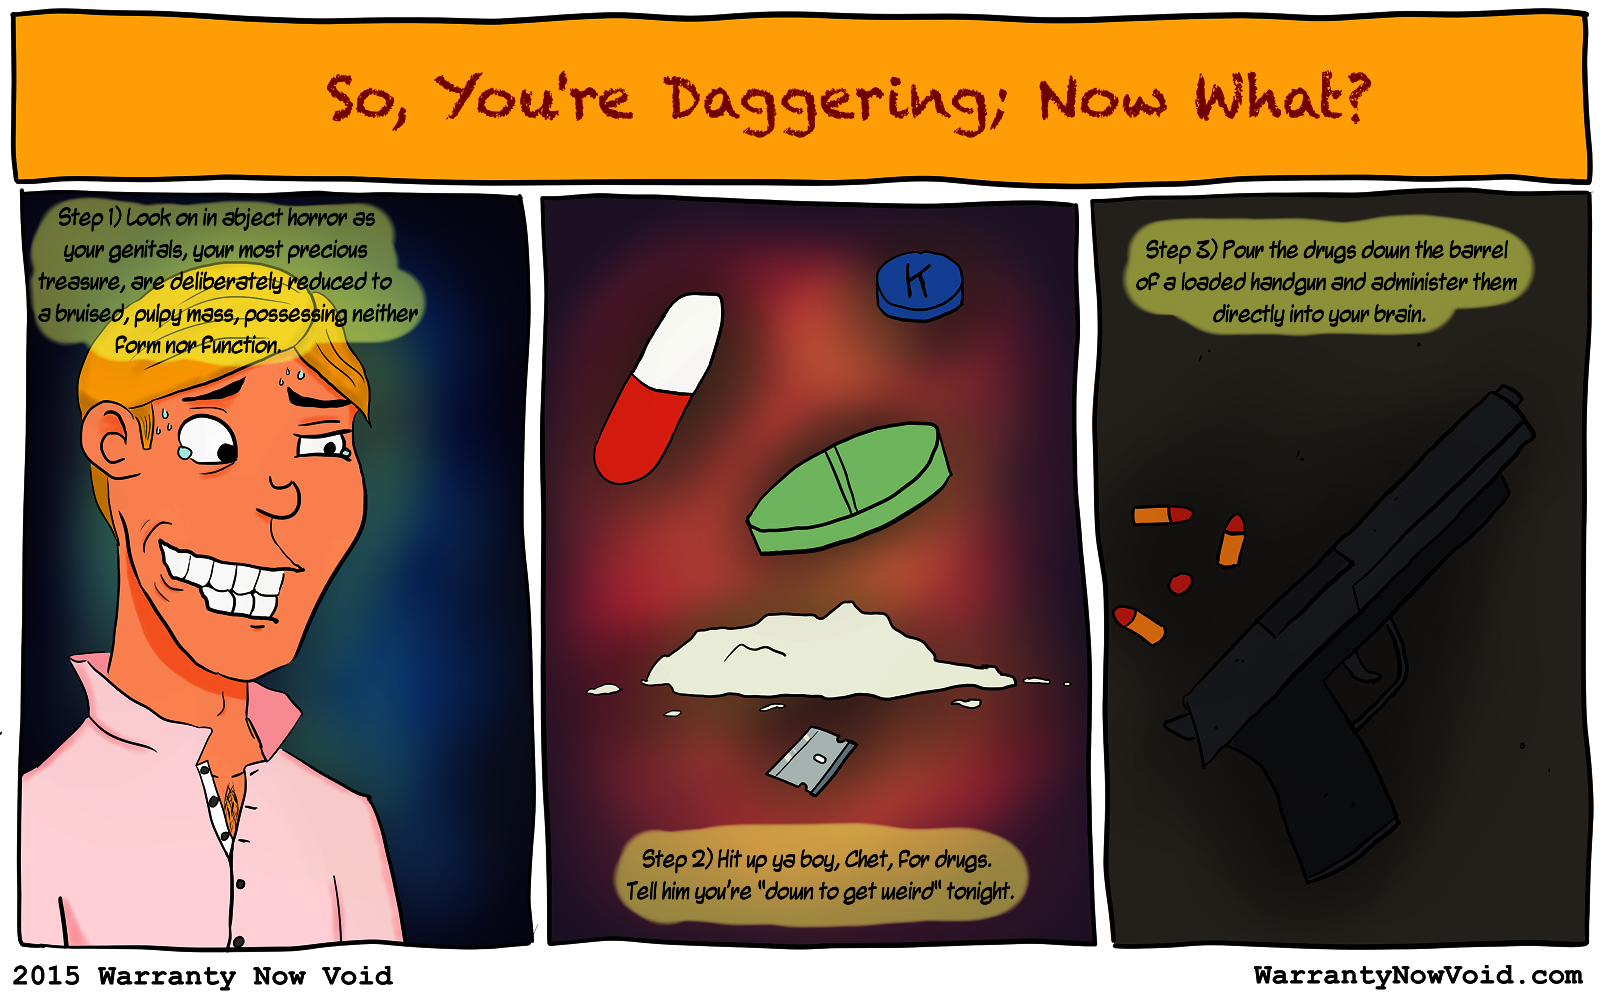 So, You're Daggering; Now What?
Step 1) Look on in abject horror as
your genitals, your most precious
treasure, are deliberately reduced to
a bruised, pulpy mass, possessing neither
form nor function.
K
Step 2) Hit up ya boy, Chet, for drugs.
Tell him you're "down to get weird" tonight.
Step 3) Pour the drugs down the barrel
of a loaded handgun and administer them
directly into your brain.
2015 Warranty Now Void
WarrantyNowVoid.com